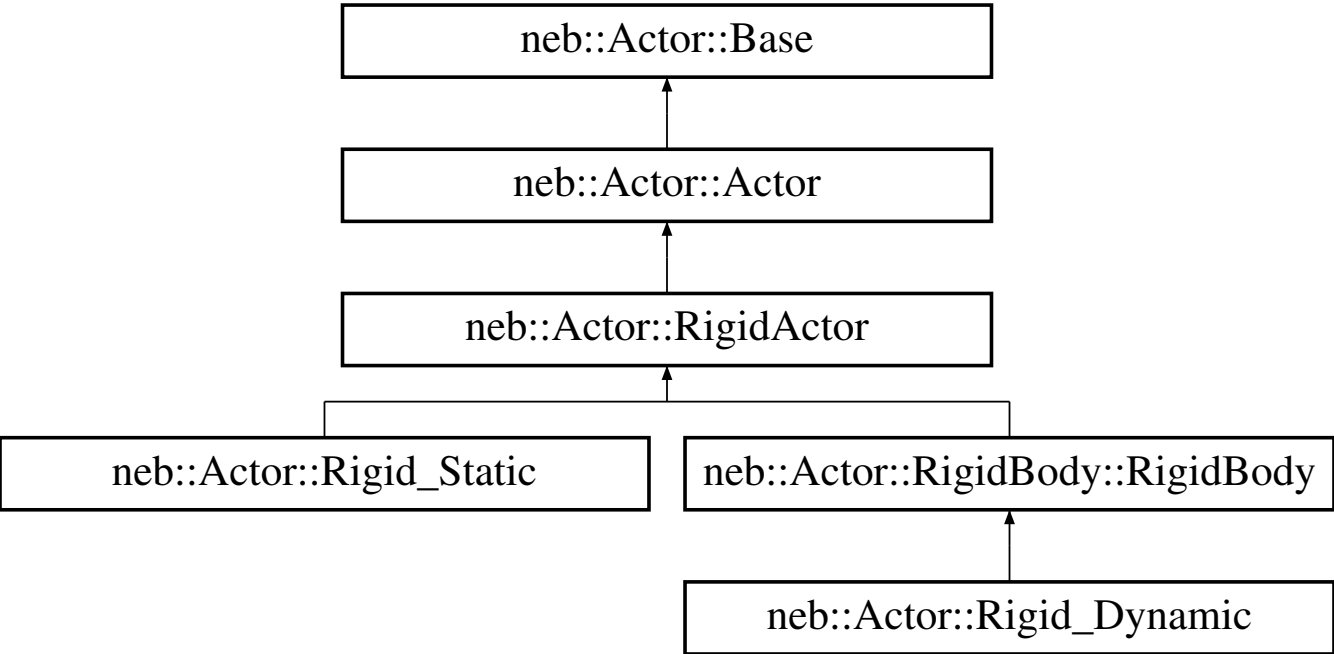 neb::Actor::Base
neb::Actor::Actor
neb::Actor::RigidActor
neb::Actor::Rigid_Static
neb::Actor::RigidBody::RigidBody
neb::Actor::Rigid_Dynamic